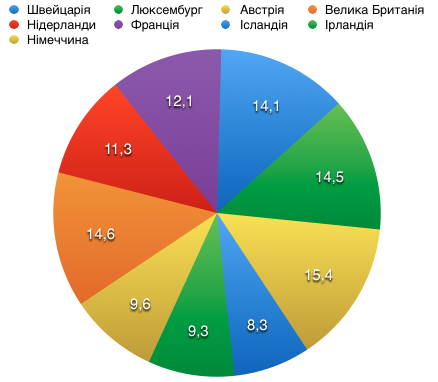 Швейцарія Люксембург Австрія Велика Британія
Нідерланди Франція Ісландія Ірландія
Німеччина
12,1 14,1
11,3 14,5
14,6 15,4
9,6 9,3 8,3